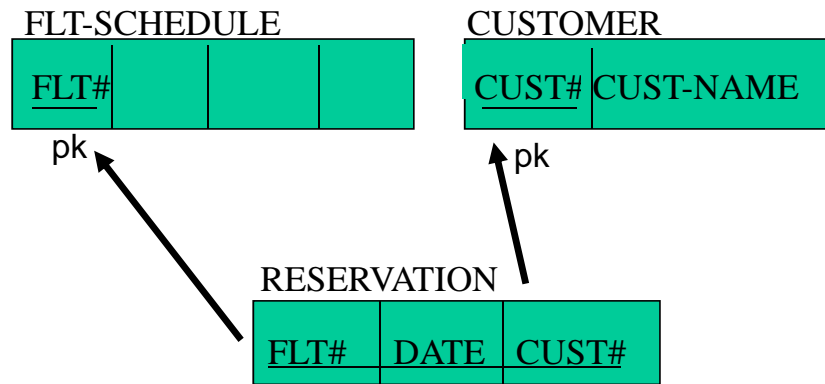 FLT-SCHEDULE
FLT#
pk
CUSTOMER
CUST# CUST-NAME
pk
RESERVATION
FLT# DATE CUST#